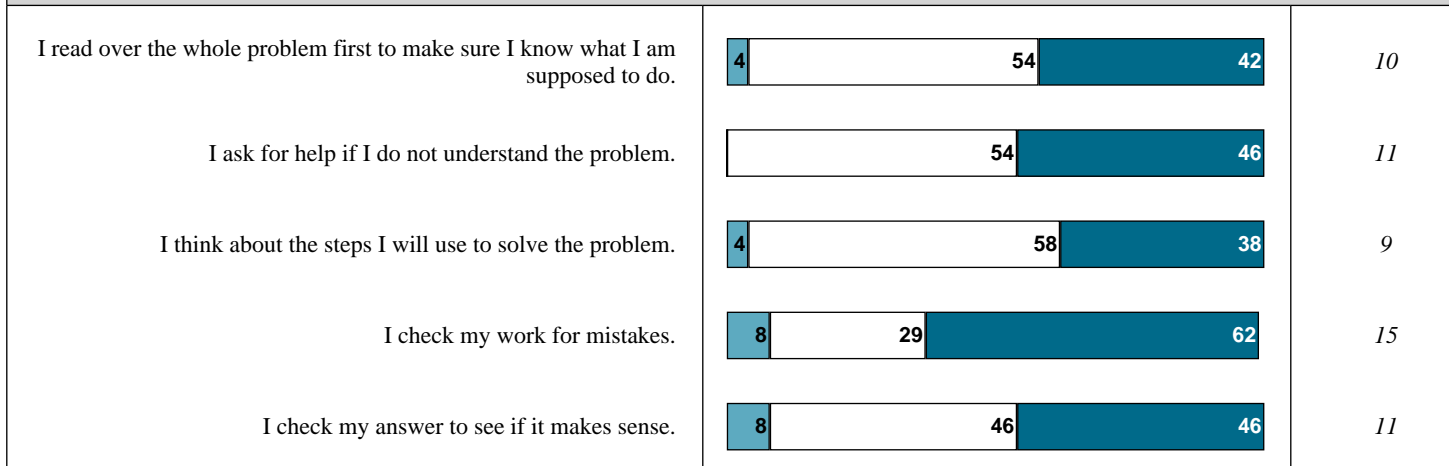 I read over the whole problem first to make sure I know what I am
supposed to do.
4 54 42 10
I ask for help if I do not understand the problem.
54 46 11
I think about the steps I will use to solve the problem.
4 58 38 9
I check my work for mistakes.
8 29 62 15
I check my answer to see if it makes sense.
8 46 46 11